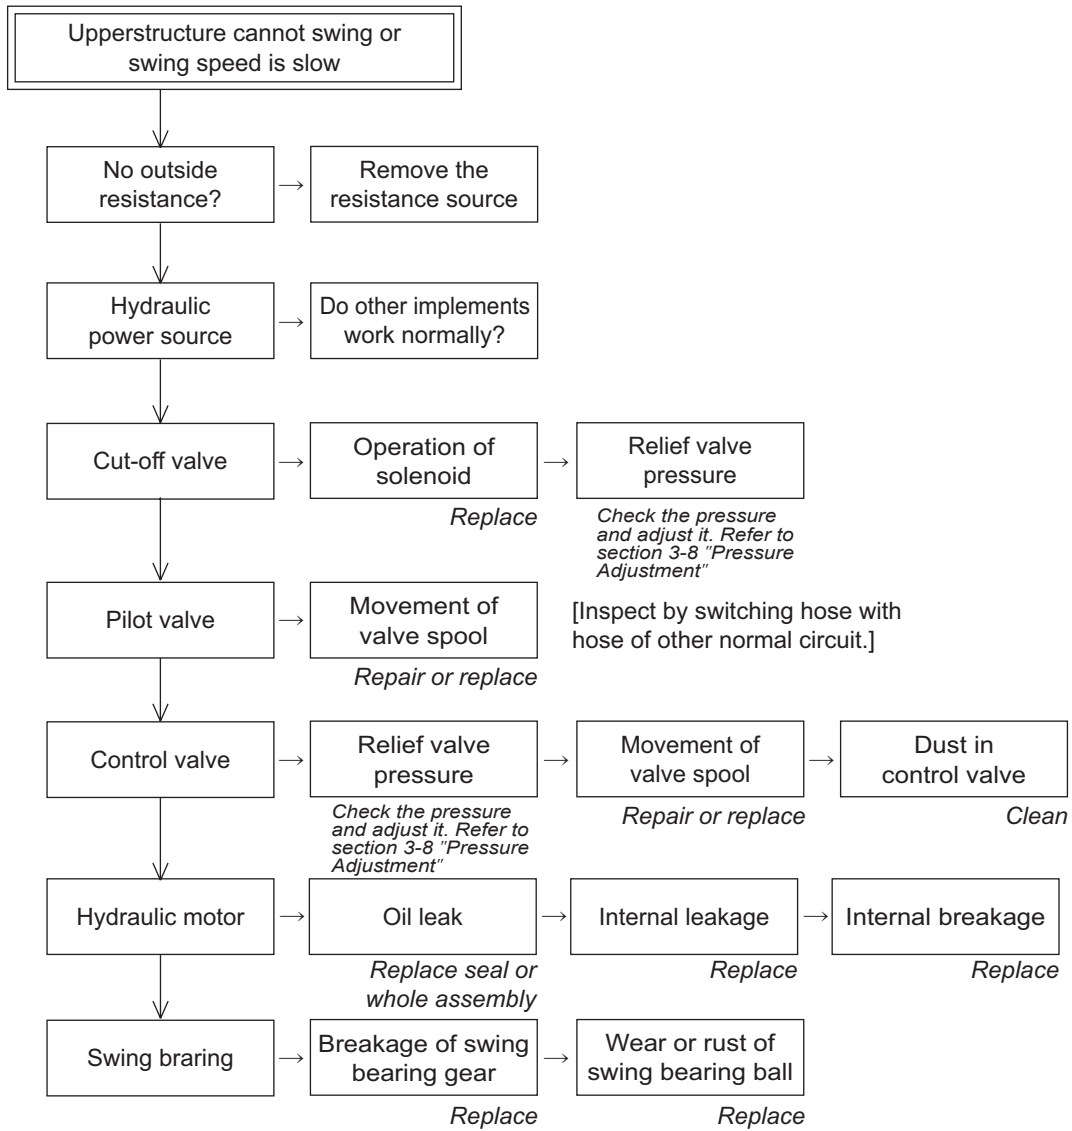 Upperstructure cannot swing or
swing speed is slow
No outside
resistance?
Remove the
resistance source
Hydraulic
power source
Do other implements
work normally?
Cut-off valve
Operation of
solenoid
Replace
Relief valve
pressure
Check the pressure
and adjust it. Refer to
section 3-8 "Pressure
Adjustment"
Pilot valve
Movement of
valve spool
Repair or replace
[Inspect by switching hose with
hose of other normal circuit.]
Control valve
Relief valve
pressure
Check the pressure
and adjust it. Refer to
section 3-8 "Pressure
Adjustment"
Movement of
valve spool
Repair or replace
Dust in
control valve
Clean
Hydraulic motor
Oil leak
Replace seal or
whole assembly
Internal leakage
Replace
Internal breakage
Replace
Swing braring
Breakage of swing
bearing gear
Replace
Wear or rust of
swing bearing ball
Replace